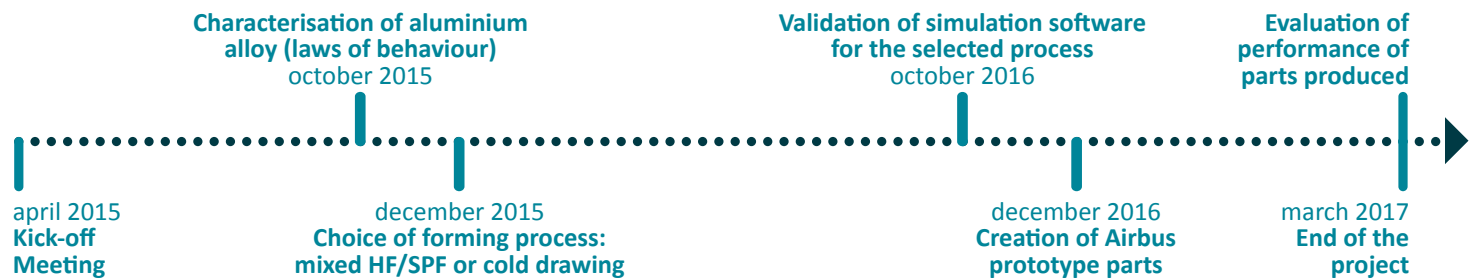 Characterisation of aluminium
alloy (laws of behaviour)
october 2015
Validation of simulation software
for the selected process
october 2016
Evaluation of
performance of
parts produced
april 2015
Kick-off
Meeting
december 2015
Choice of forming process:
mixed HF/SPF or cold drawing
december 2016
Creation of Airbus
prototype parts
march 2017
End of the
project